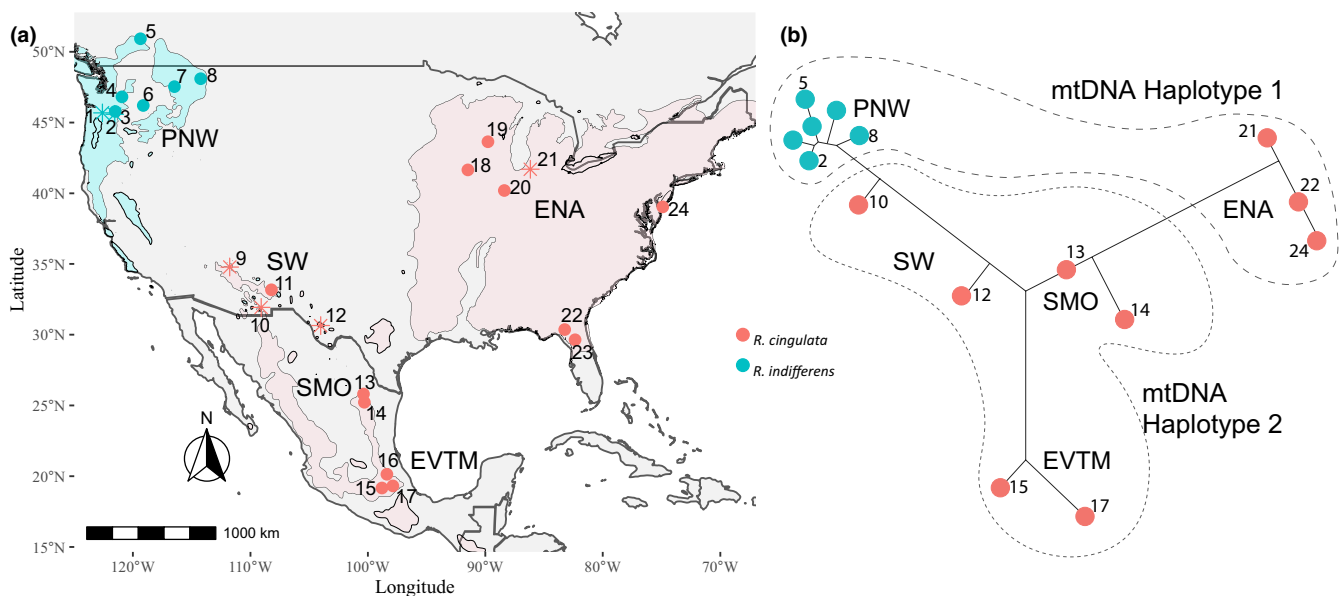 (a)
50°N
45°N
40°N
35°N
30°N
25°N
20°N
15°N
Latitude
120°W
110°W
100°W
90°W
80°W
70°W
Longitude
5
4
6
7
8
1
2
3
PNW
9
SW
11
10
12
SMO
13
14
EVTM
16
15
17
19
18
21
20
ENA
24
22
23
N
1000 km
R. cingulata
R. indifferens
(b)
mtDNA Haplotype 1
5
PNW
8
2
10
SW
12
13
SMO
14
21
22
ENA
24
mtDNA
Haplotype 2
EVTM
15
17